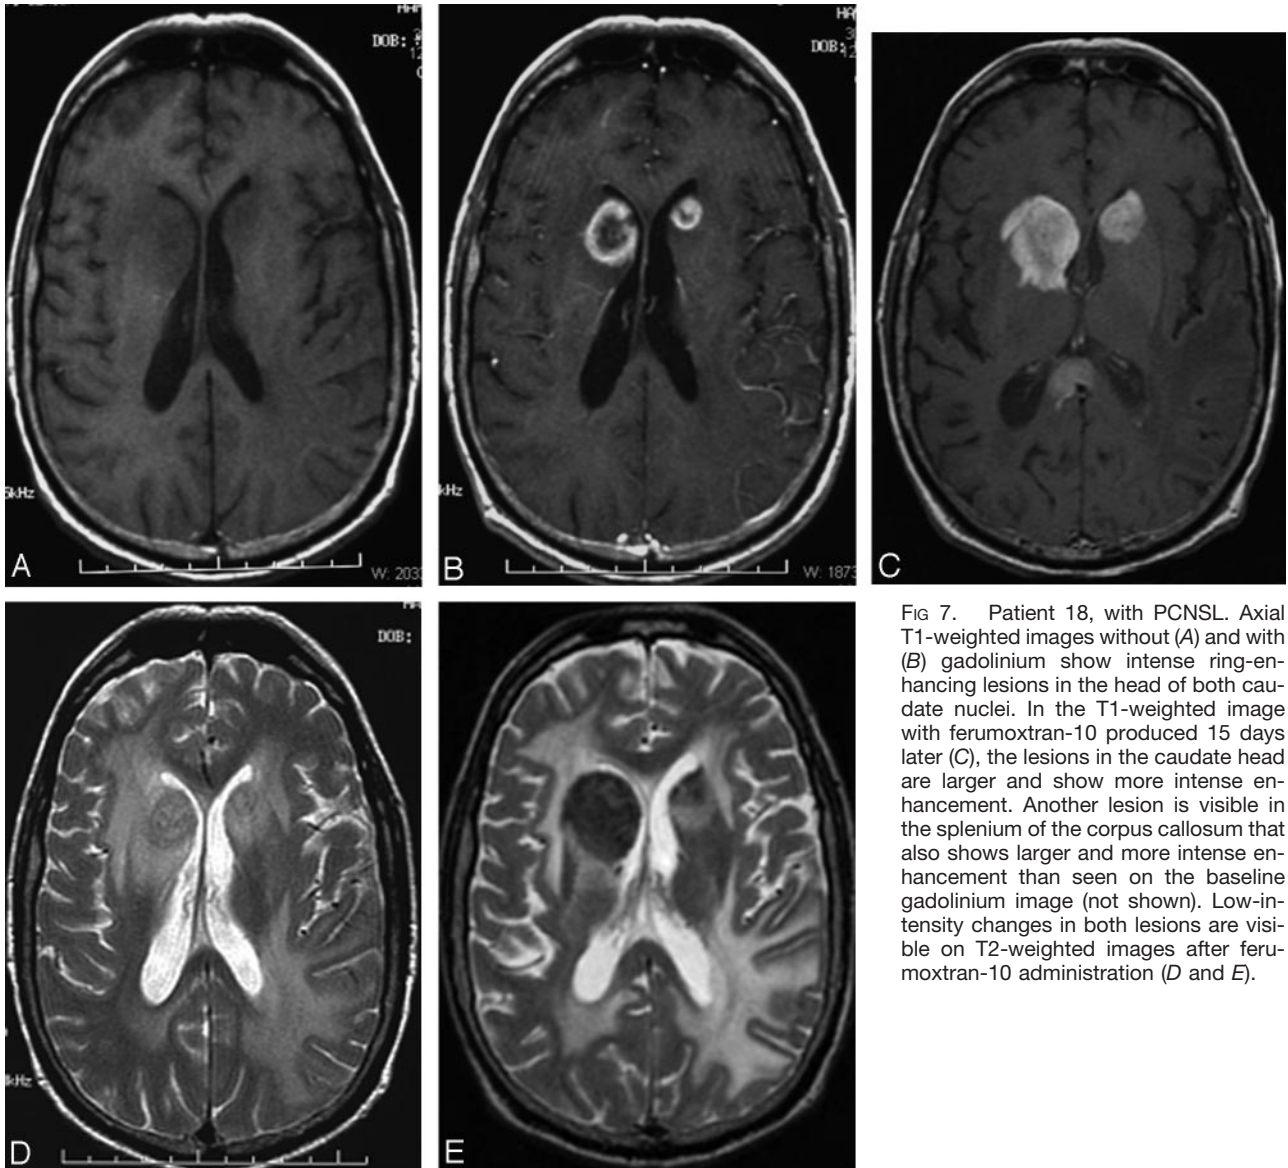 DOB:
DOB:
5kHz
kHz
A
W: 2033
B
W: 1873
C
DOB:
kHz
D
E
FIG 7. Patient 18, with PCNSL. Axial
T1-weighted images without (A) and with
(B) gadolinium show intense ring-en-
hancing lesions in the head of both cau-
date nuclei. In the T1-weighted image
with ferumoxtran-10 produced 15 days
later (C), the lesions in the caudate head
are larger and show more intense en-
hancement. Another lesion is visible in
the splenium of the corpus callosum that
also shows larger and more intense en-
hancement than seen on the baseline
gadolinium image (not shown). Low-in-
tensity changes in both lesions are visi-
ble on T2-weighted images after feru-
moxtran-10 administration (D and E).